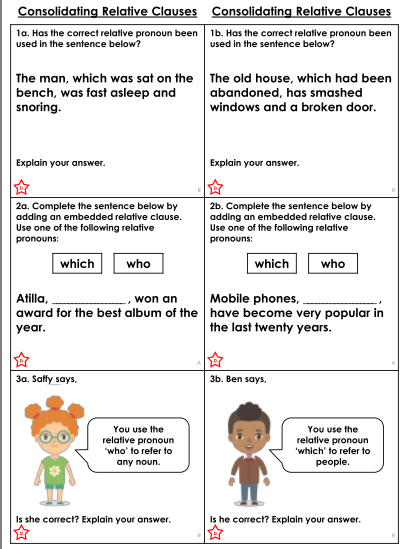 Consolidating Relative Clauses
Consolidating Relative Clauses
1a. Has the correct relative pronoun been
used in the sentence below?
The man, which was sat on the
bench, was fast asleep and
snoring.
Explain your answer.
D
R
1b. Has the correct relative pronoun been
used in the sentence below?
The old house, which had been
abandoned, has smashed
windows and a broken door.
Explain your answer.
D
R
2a. Complete the sentence below by
adding an embedded relative clause.
Use one of the following relative
pronouns:
which who
Atilla, ____________________ , won an
award for the best album of the
year.
D
A
2b. Complete the sentence below by
adding an embedded relative clause.
Use one of the following relative
pronouns:
which who
Mobile phones, ____________________ ,
have become very popular in
the last twenty years.
D
A
3a. Saffy says,
You use the
relative pronoun
‘who’ to refer to
any noun.
Is she correct? Explain your answer.
D
R
3b. Ben says,
You use the
relative pronoun
‘which’ to refer to
people.
Is he correct? Explain your answer.
D
R